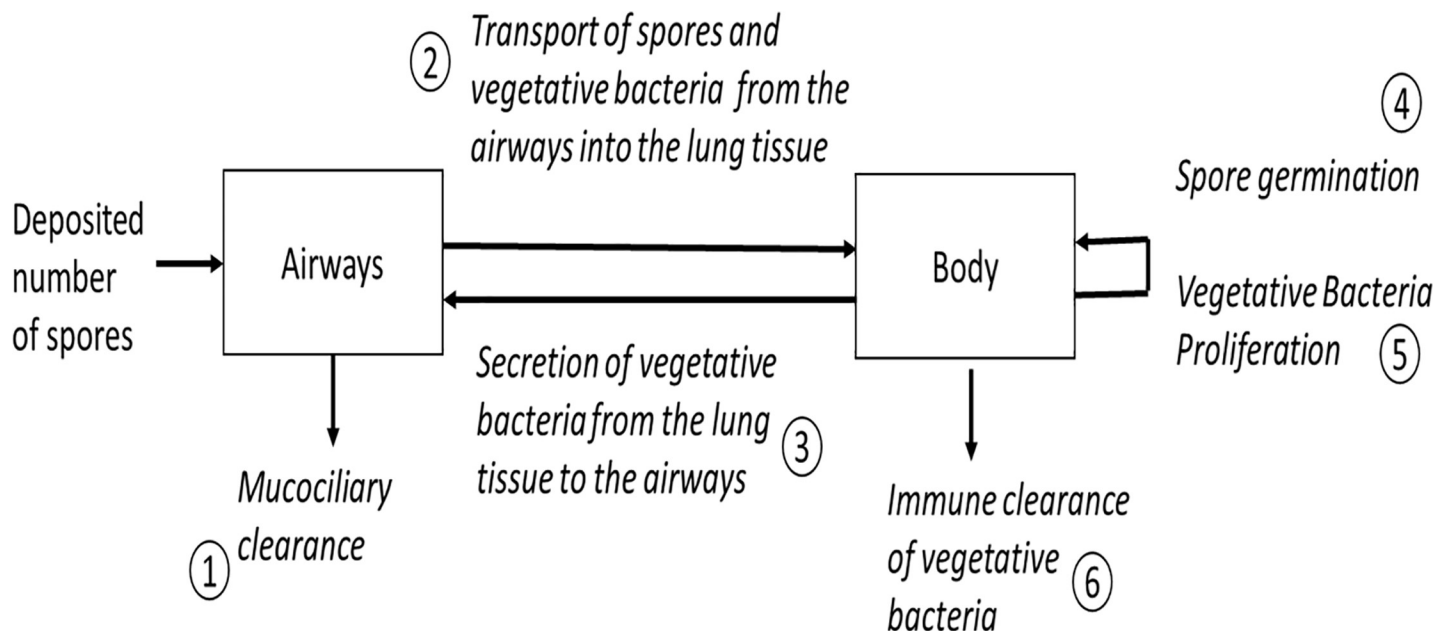 Deposited
number
of spores
Airways
②
Transport of spores and
vegetative bacteria from the
airways into the lung tissue
Body
④
Spore germination
Vegetative Bacteria
Proliferation ⑤
Secretion of vegetative
bacteria from the lung
tissue to the airways
③
Mucociliary
clearance
①
Immune clearance
of vegetative
bacteria
⑥